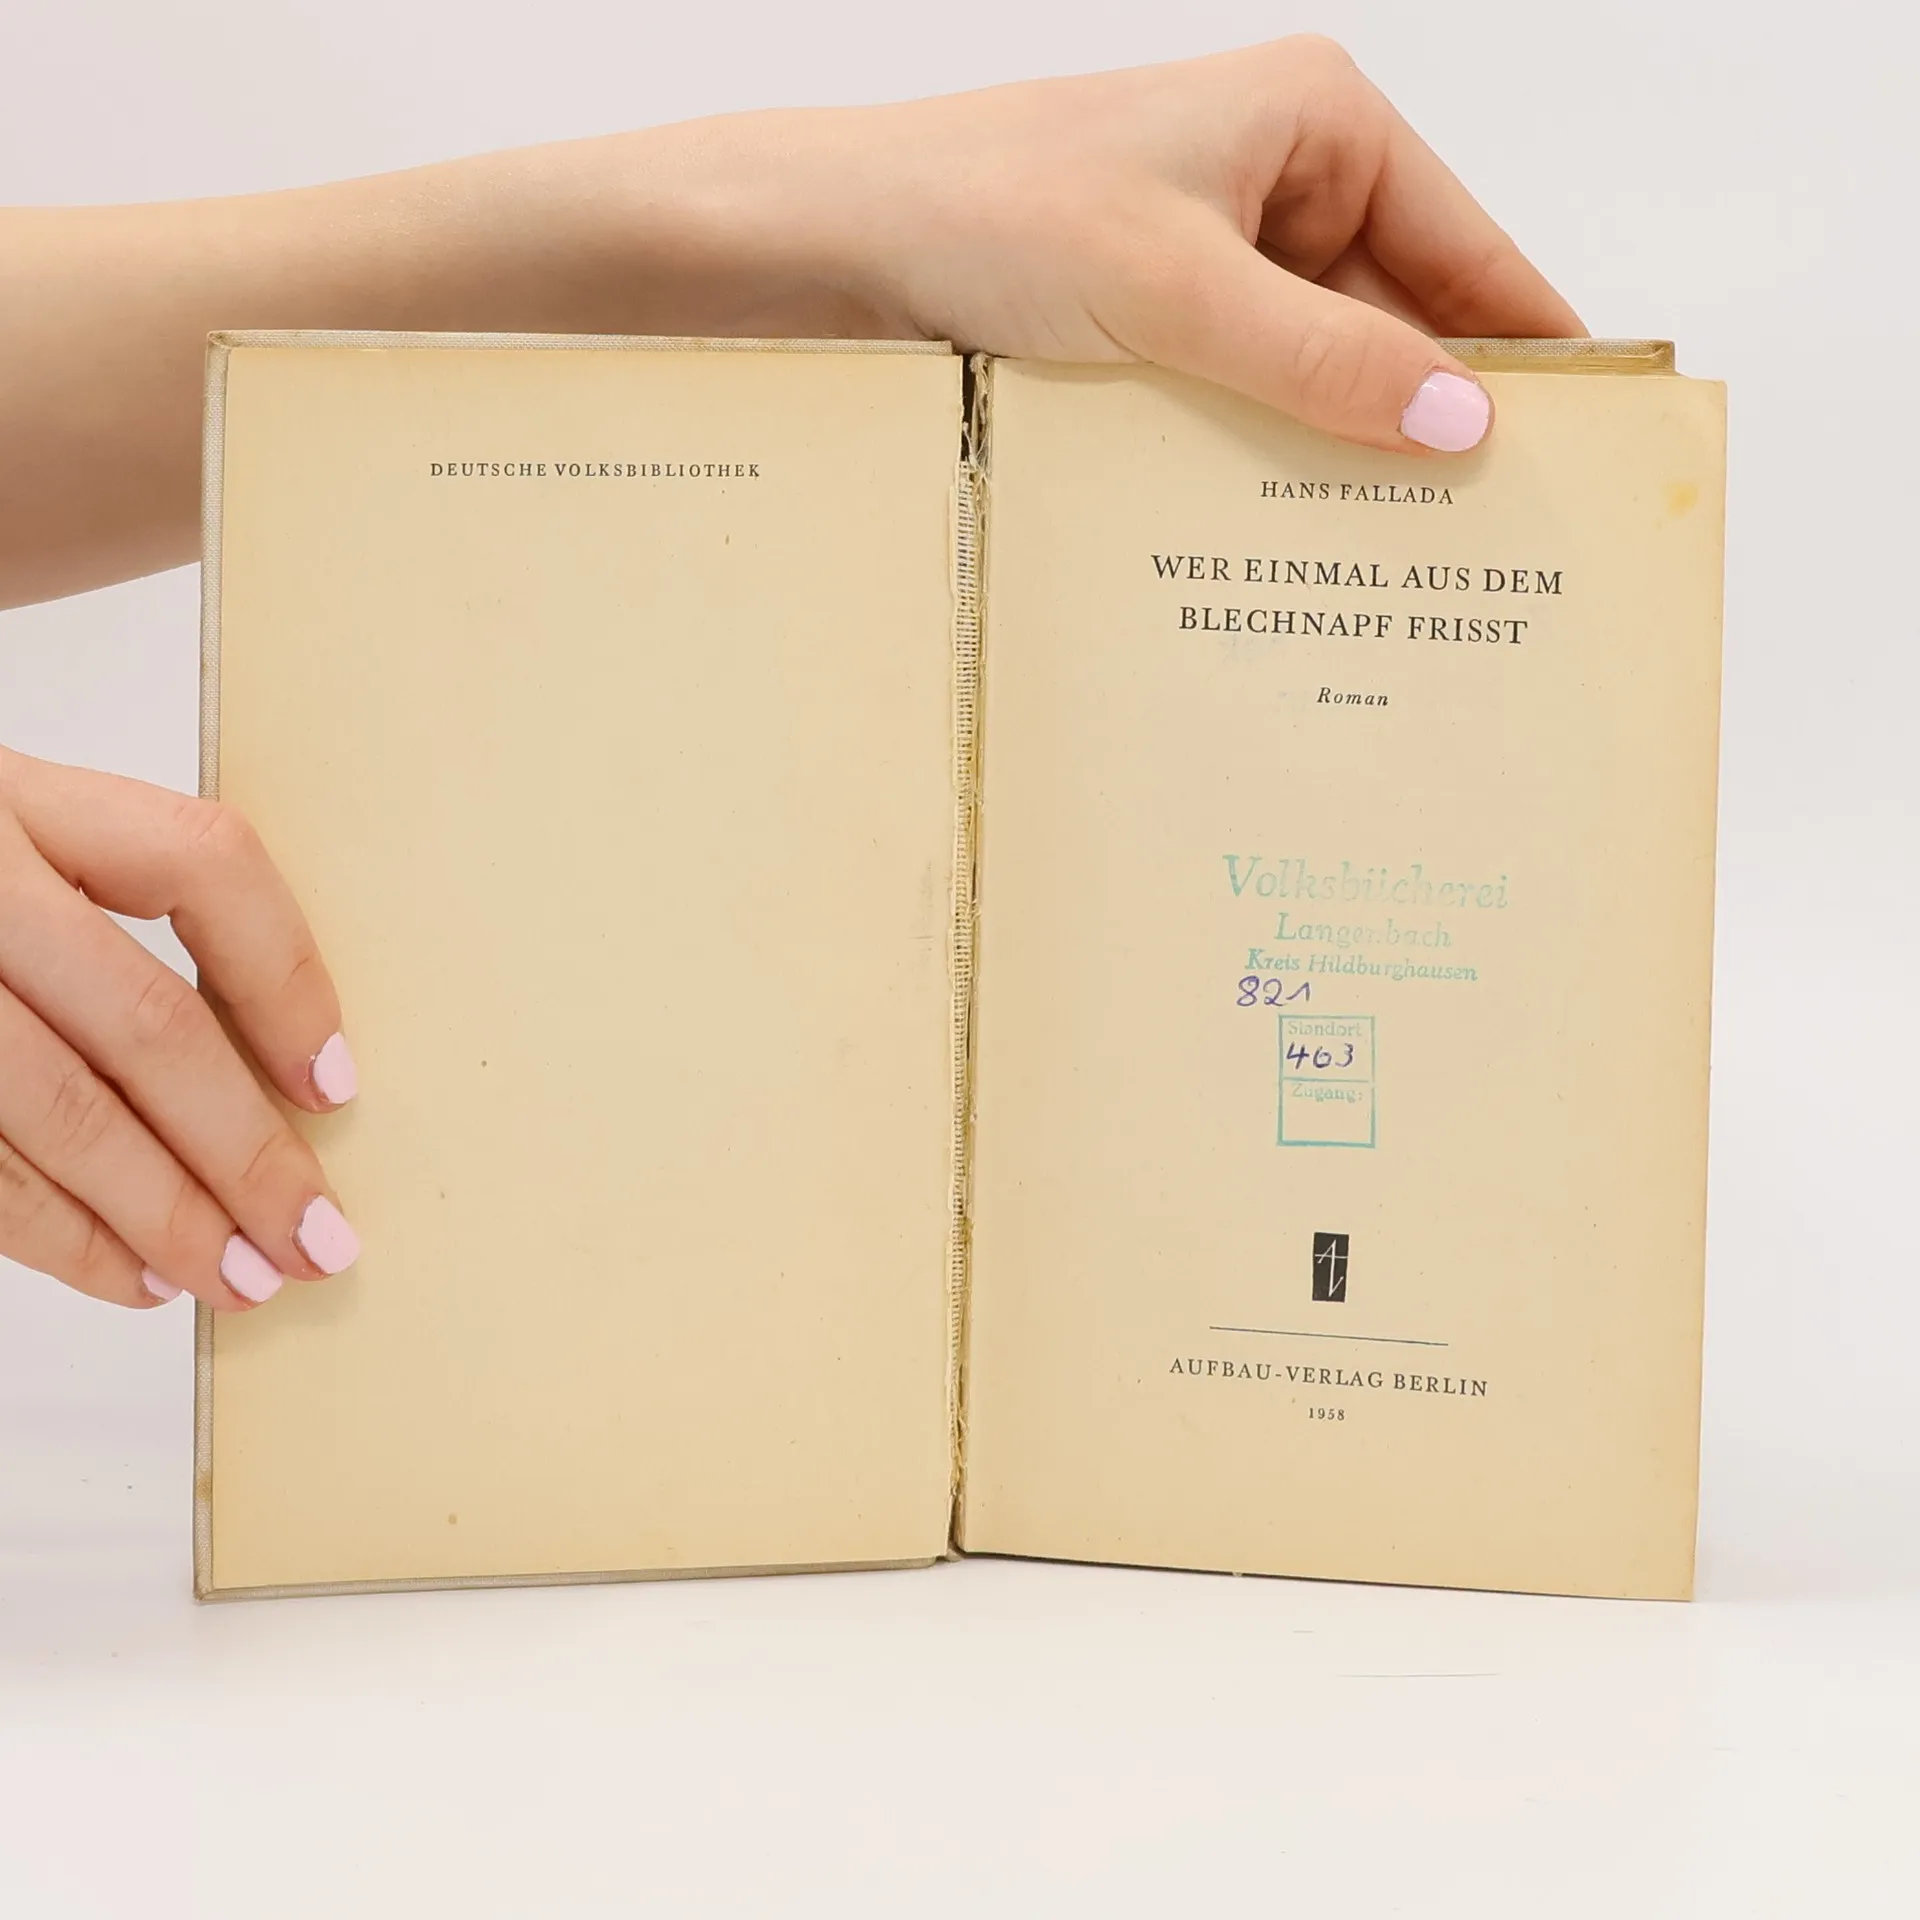 DEUTSCHE VOLKSBIBLIOTHEK
HANS FALLADA
WER EINMAL AUS DEM
BLECHNAPF FRISST
Roman
Volksbücherei
Langenbach
Kreis Hildburghausen
821
Standort
463
Zugang:
AV
AUFBAU-VERLAG BERLIN
1958